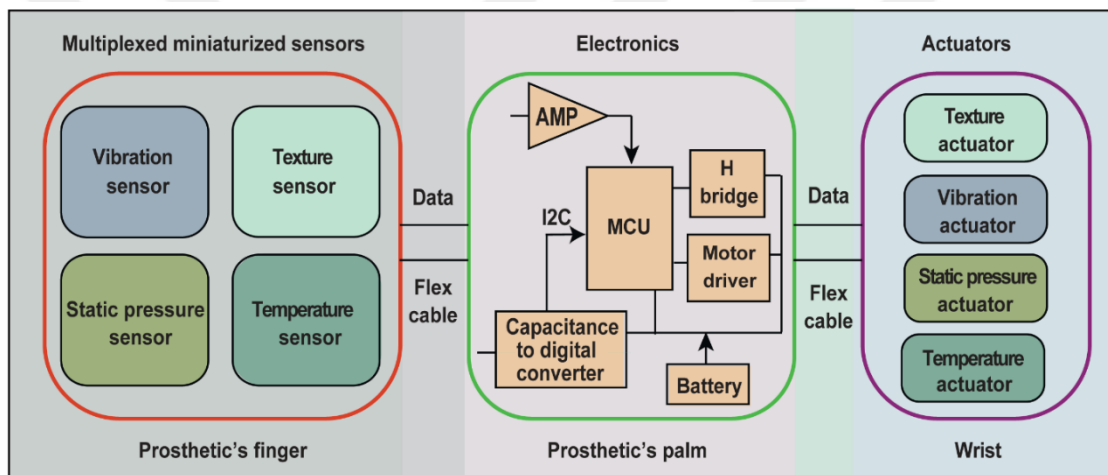 Multiplexed miniaturized sensors
Vibration
sensor
Texture
sensor
Static pressure
sensor
Temperature
sensor
Prosthetic's finger
Data
Flex
cable
Electronics
AMP
I2C
MCU
H
bridge
Motor
driver
Capacitance
to digital
converter
Battery
Prosthetic's palm
Data
Flex
cable
Actuators
Texture
actuator
Vibration
actuator
Static pressure
actuator
Temperature
actuator
Wrist